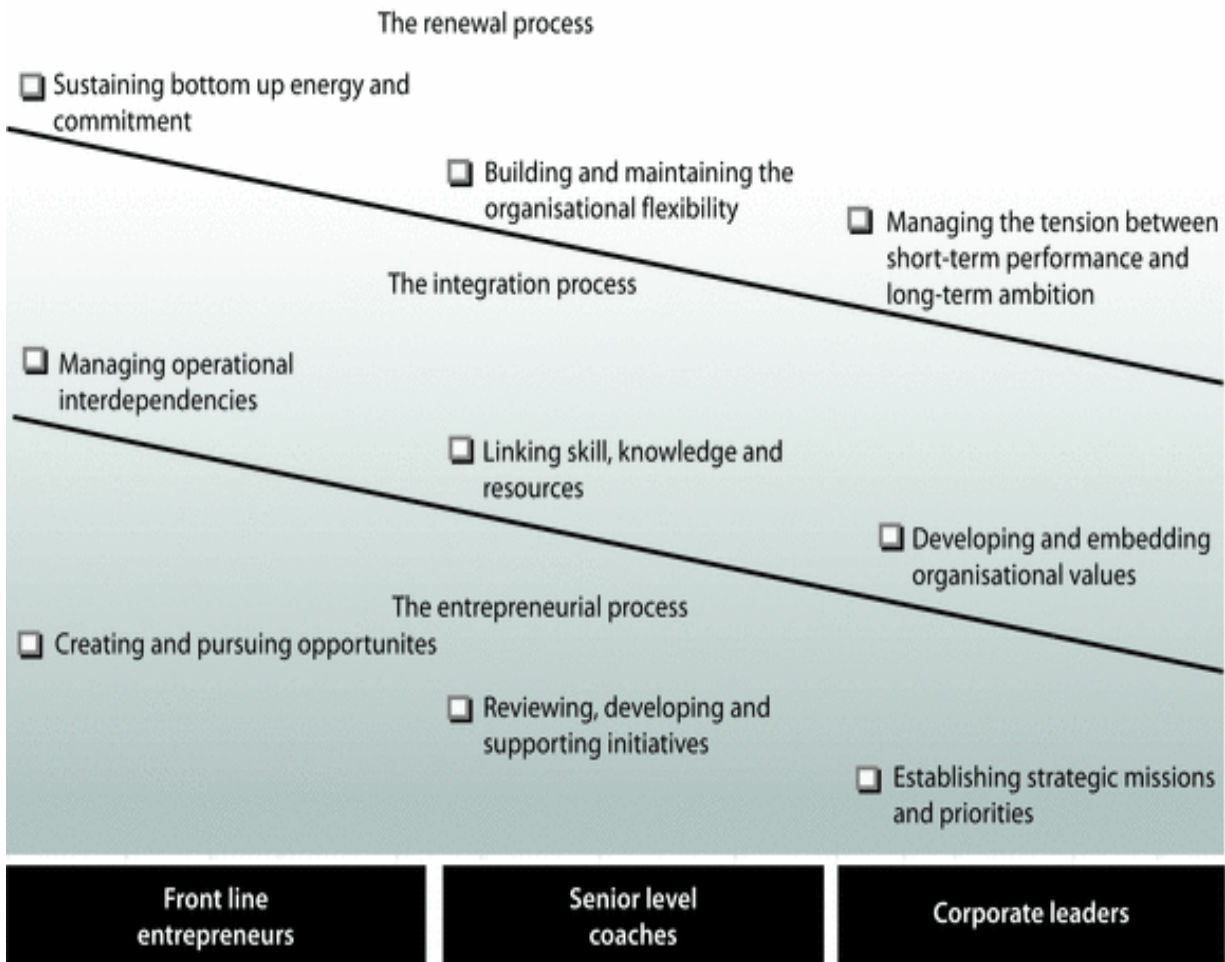 The renewal process
Sustaining bottom up energy and
commitment
Building and maintaining the
organisational flexibility
Managing the tension between
short-term performance and
long-term ambition
The integration process
Managing operational
interdependencies
Linking skill, knowledge and
resources
Developing and embedding
organisational values
The entrepreneurial process
Creating and pursuing opportunites
Reviewing, developing and
supporting initiatives
Establishing strategic missions
and priorities
Front line
entrepreneurs
Senior level
coaches
Corporate leaders